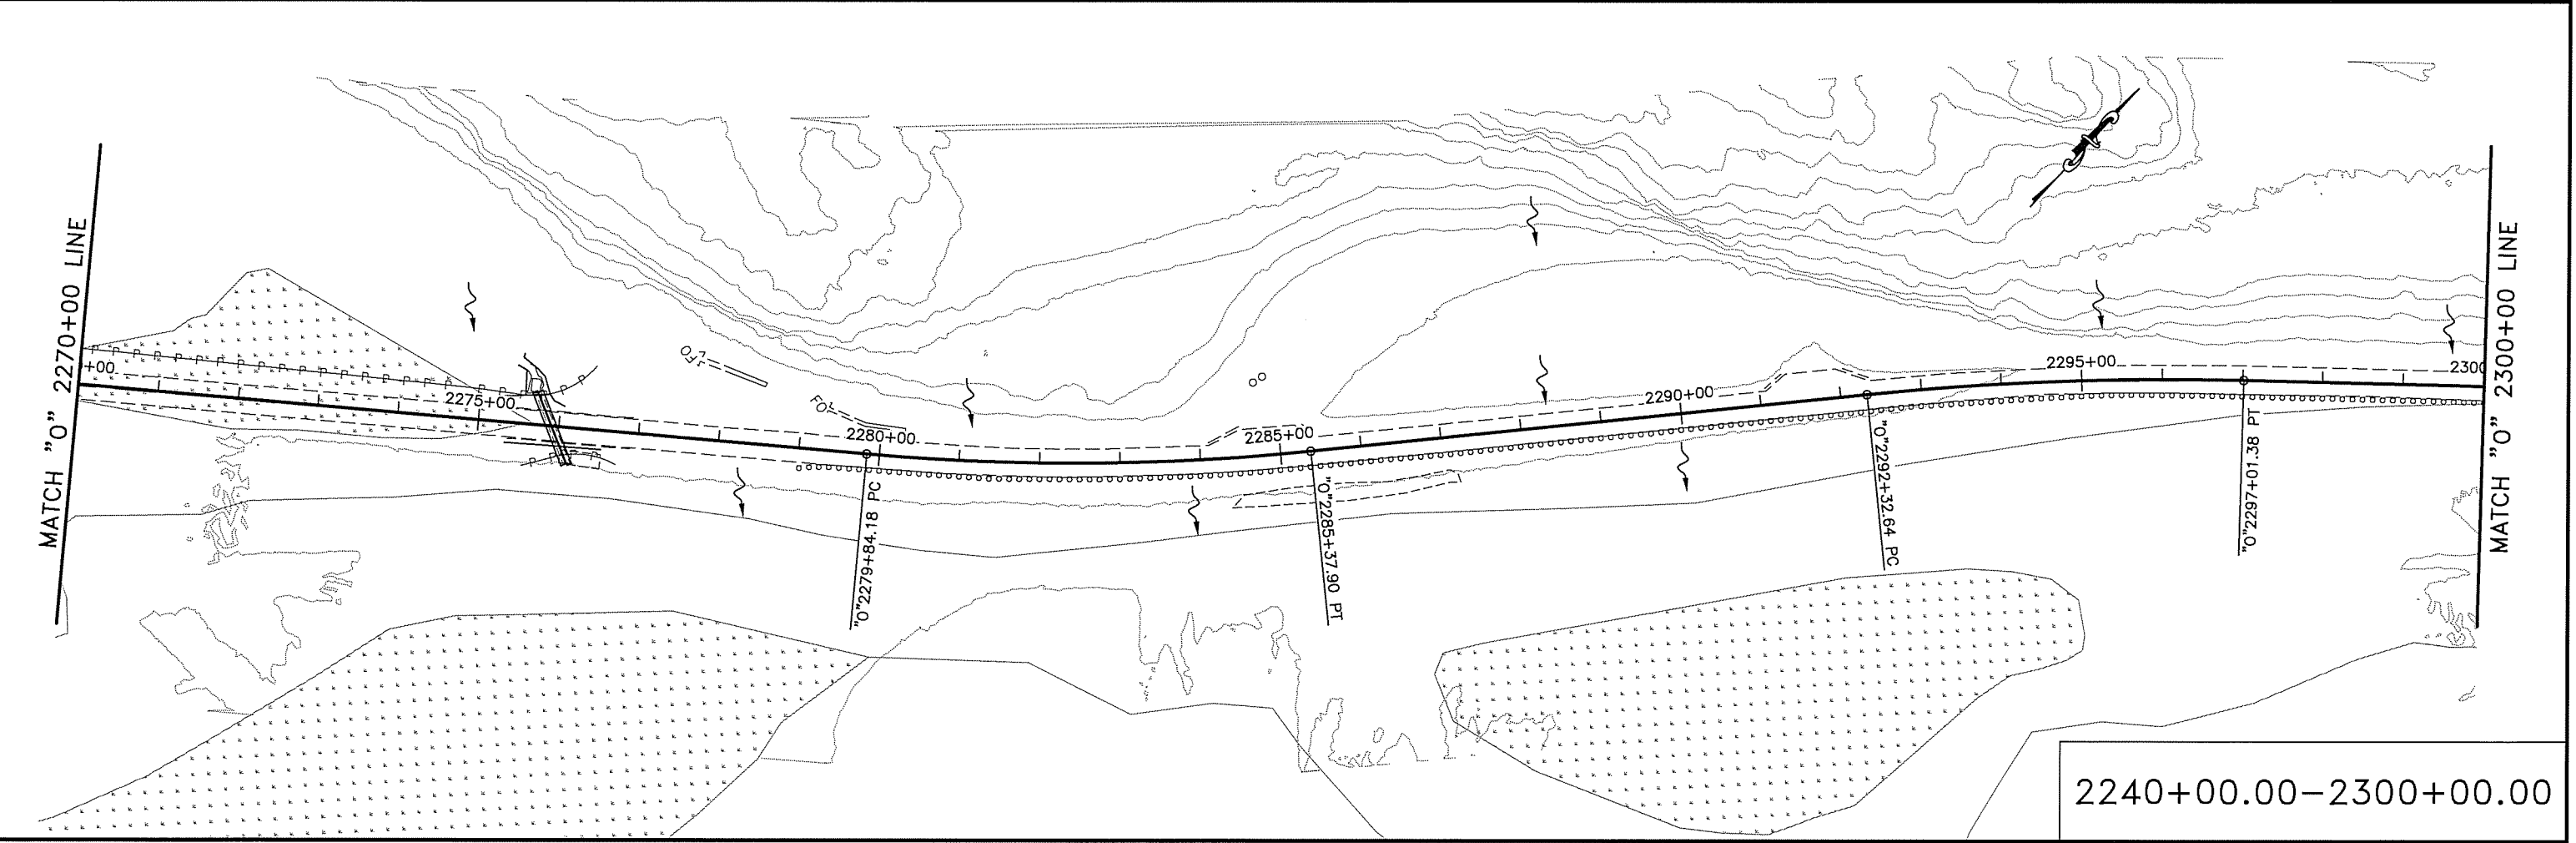 MATCH "O" 2270+00 LINE
+00
2275+00
FO
FO
2280+00
"O"2279+84.18 PC
2285+00
"O"2285+37.90 PT
2290+00
"O"2292+32.64 PC
2295+00
"O"2297+01.38 PT
2300
MATCH "O" 2300+00 LINE
2240+00.00-2300+00.00